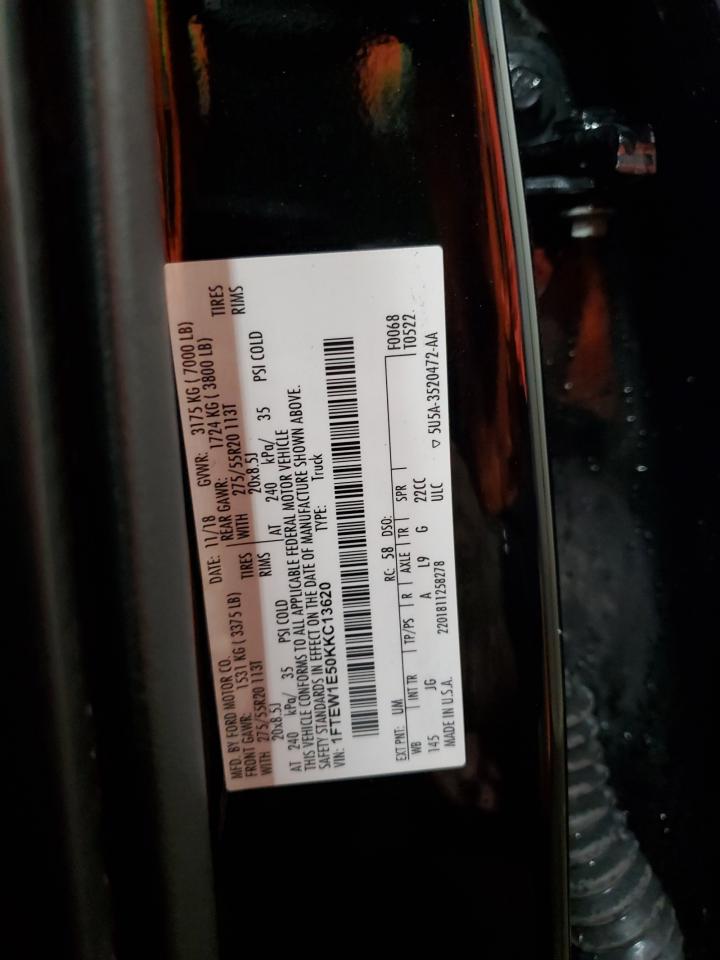 MFD. BY FORD MOTOR CO.
DATE: 11/18 GVWR: 3175 KG ( 7000 LB)
FRONT GAWR: 1531 KG ( 3375 LB)
REAR GAWR: 1724 KG ( 3800 LB)
WITH 275/55R20 113T TIRES
WITH 275/55R20 113T TIRES
20x8.5J RIMS
20x8.5J RIMS
AT 240 kPa/ 35 PSI COLD
AT 240 kPa/ 35 PSI COLD
THIS VEHICLE CONFORMS TO ALL APPLICABLE FEDERAL MOTOR VEHICLE
SAFETY STANDARDS IN EFFECT ON THE DATE OF MANUFACTURE SHOWN ABOVE.
VIN: 1FTEW1E50KKC13620 TYPE: Truck
EXT PNT: UM RC: 58 DSO: F0068
WB INT TR TP/PS R AXLE TR SPR T0522
145 JG A L9 G 22CC
MADE IN U.S.A. 2201811258278 ULC ▽ 5U5A-3520472-AA